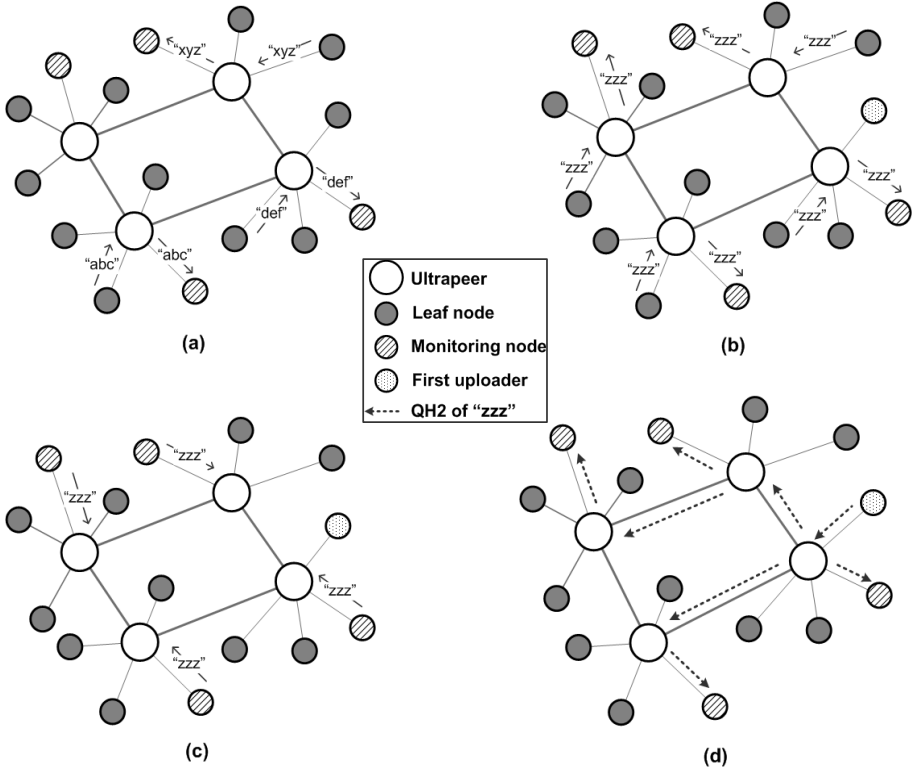 “xyz”
“xyz”
“def”
“def”
“abc”
“abc”
(a)
“zzz”
“zzz”
“zzz”
“zzz”
“zzz”
“zzz”
“zzz”
“zzz”
(b)
Ultrapeer
Leaf node
Monitoring node
First uploader
QH2 of “zzz”
“zzz”
“zzz”
“zzz”
“zzz”
(c)
(d)